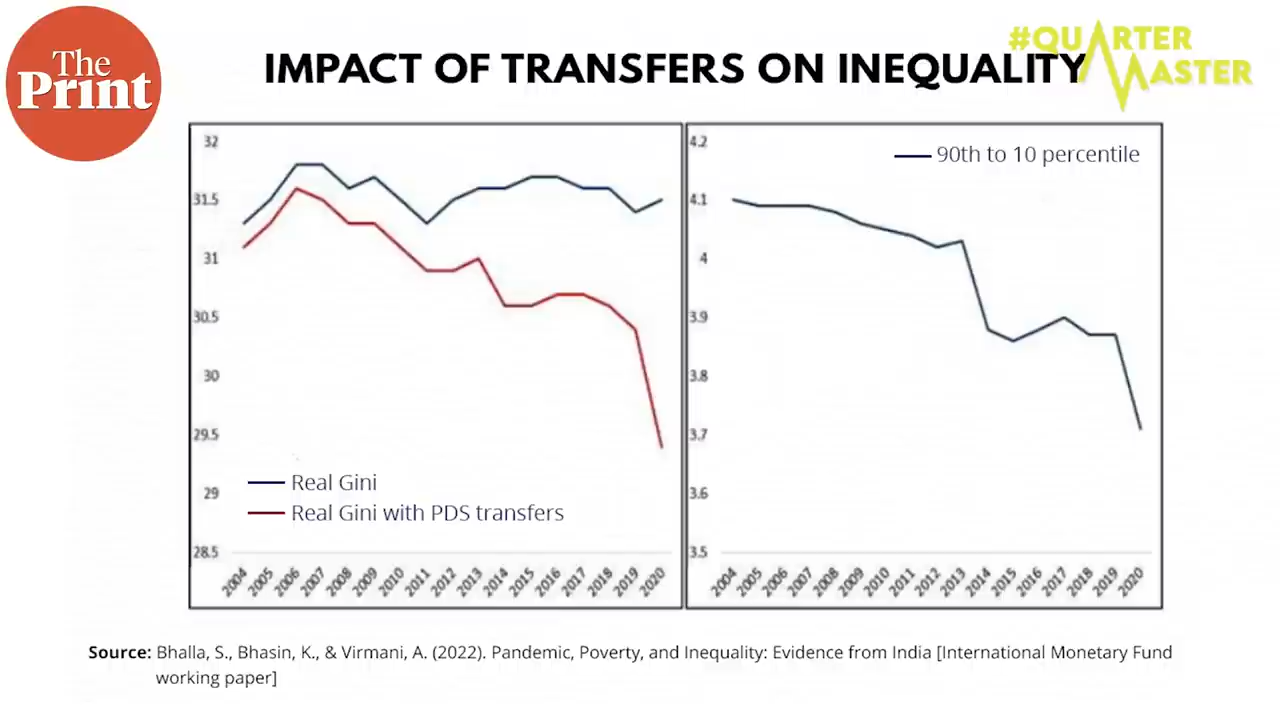 The
Print
#QUARTER
MASTER
IMPACT OF TRANSFERS ON INEQUALITY
32
31.5
31
30.5
30
29.5
29
28.5
Real Gini
Real Gini with PDS transfers
2004 2005 2006 2007 2008 2009 2010 2011 2012 2013 2014 2015 2016 2017 2018 2019 2020
4.2
4.1
4
3.9
3.8
3.7
3.6
3.5
90th to 10 percentile
2004 2005 2006 2007 2008 2009 2010 2011 2012 2013 2014 2015 2016 2017 2018 2019 2020
Source: Bhalla, S., Bhasin, K., & Virmani, A. (2022). Pandemic, Poverty, and Inequality: Evidence from India [International Monetary Fund
working paper]